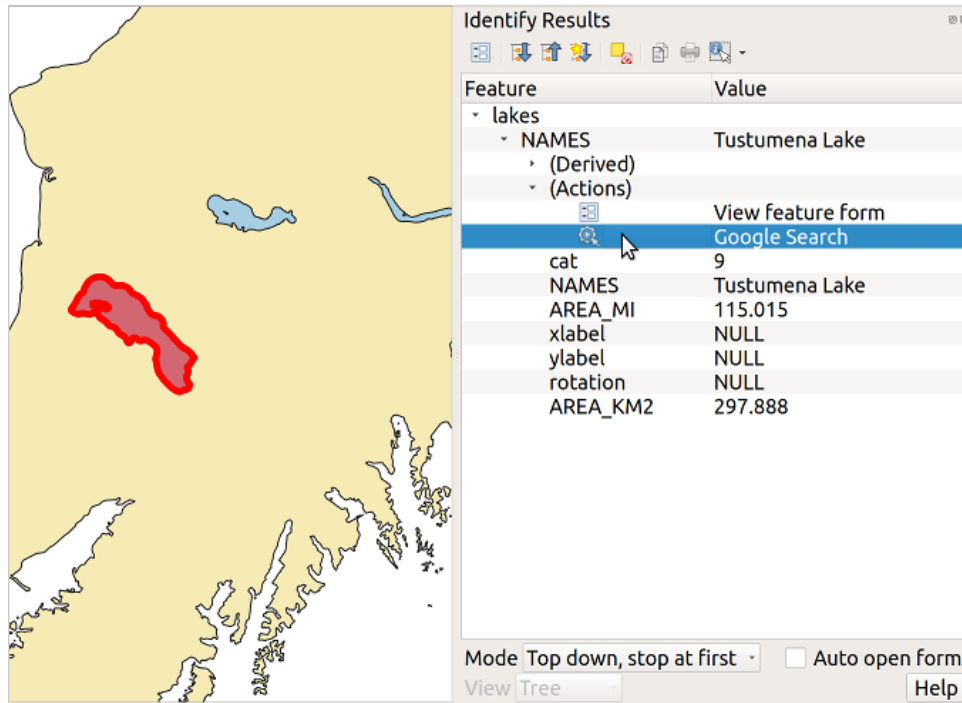 Identify Results
Feature Value
lakes
NAMES Tustumena Lake
(Derived)
(Actions)
View feature form
Google Search
cat 9
NAMES Tustumena Lake
AREA_MI 115.015
xlabel NULL
ylabel NULL
rotation NULL
AREA_KM2 297.888
Mode Top down, stop at first Auto open form
View Tree Help